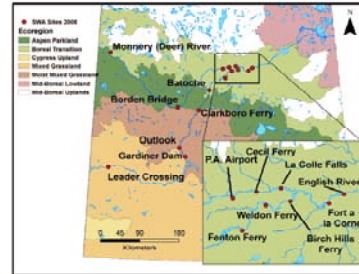 N
SWA Sites 2006
Ecoregion
Aspen Parkland
Boreal Transition
Cypress Upland
Mixed Grassland
Moist Mixed Grassland
Mid-Boreal Lowland
Mid-Boreal Uplands
Monnery (Deer) River
Batoche
Borden Bridge
Clarkboro Ferry
Outlook
Gardiner Dam
Leader Crossing
Cecil Ferry
P.A. Airport
La Colle Falls
English River
Weldon Ferry
Fort a
la Corne
Birch Hills
Ferry
Fenton Ferry
0 45 90 180
Kilometers